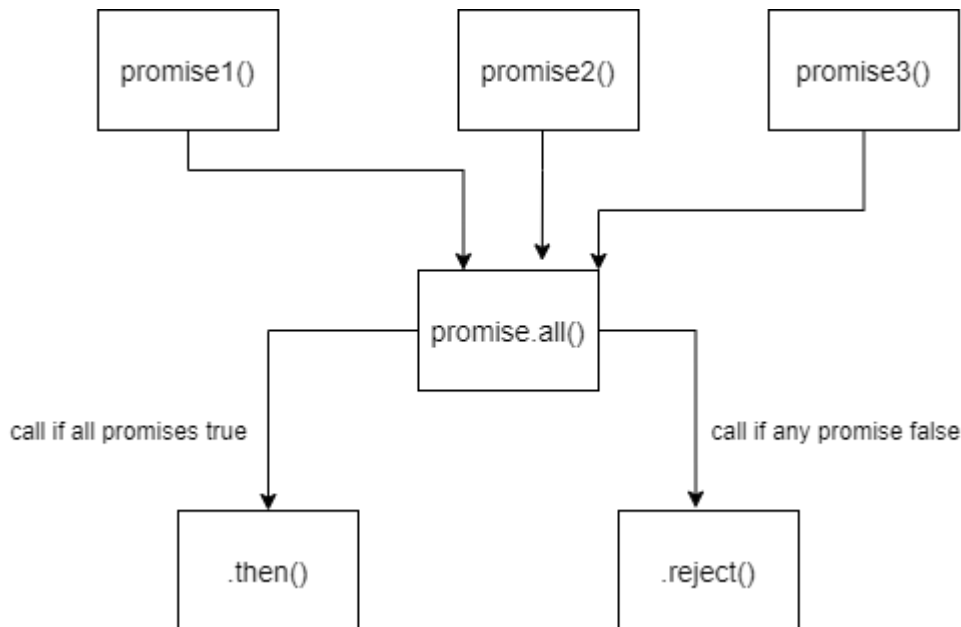 promise1()
promise2()
promise3()
promise.all()
call if all promises true
call if any promise false
.then()
.reject()